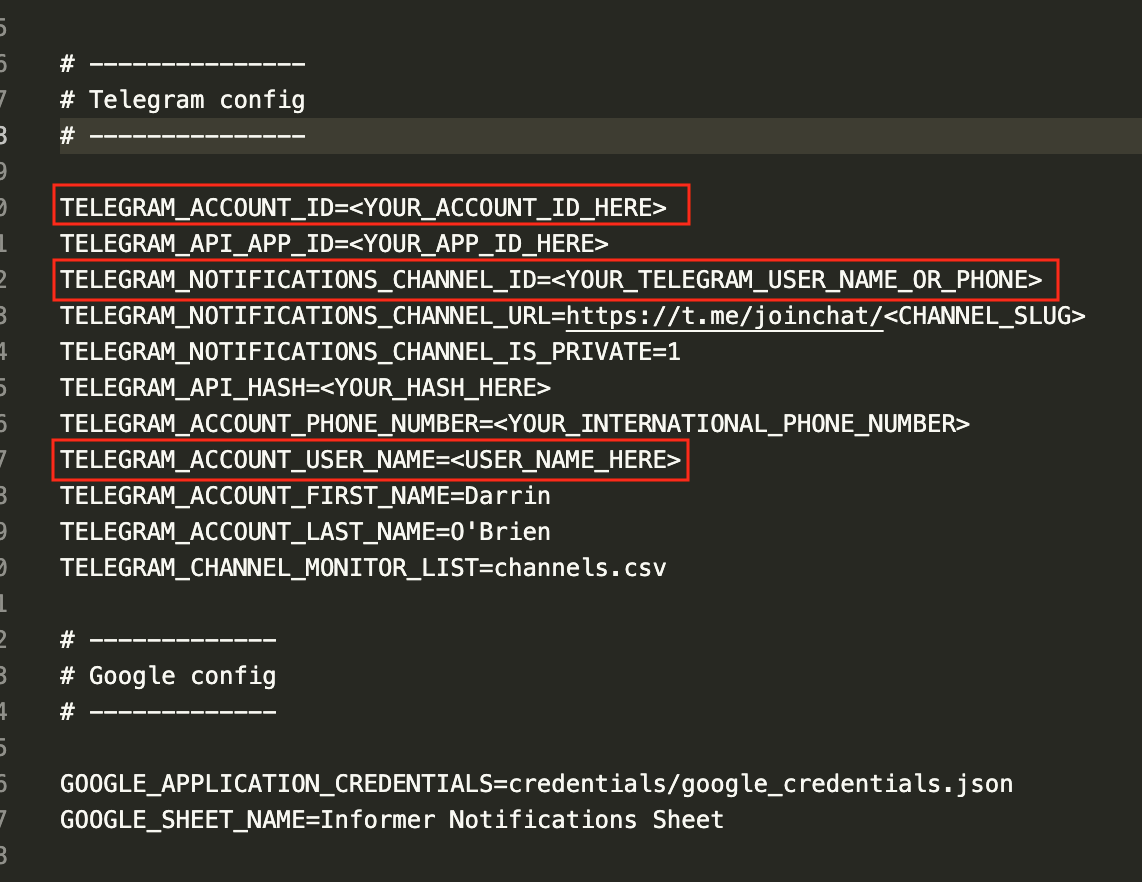 5
6 # ---------------
7 # Telegram config
8 # ---------------
9
0 TELEGRAM_ACCOUNT_ID=<YOUR_ACCOUNT_ID_HERE>
1 TELEGRAM_API_APP_ID=<YOUR_APP_ID_HERE>
2 TELEGRAM_NOTIFICATIONS_CHANNEL_ID=<YOUR_TELEGRAM_USER_NAME_OR_PHONE>
3 TELEGRAM_NOTIFICATIONS_CHANNEL_URL=https://t.me/joinchat/<CHANNEL_SLUG>
4 TELEGRAM_NOTIFICATIONS_CHANNEL_IS_PRIVATE=1
5 TELEGRAM_API_HASH=<YOUR_HASH_HERE>
6 TELEGRAM_ACCOUNT_PHONE_NUMBER=<YOUR_INTERNATIONAL_PHONE_NUMBER>
7 TELEGRAM_ACCOUNT_USER_NAME=<USER_NAME_HERE>
8 TELEGRAM_ACCOUNT_FIRST_NAME=Darrin
9 TELEGRAM_ACCOUNT_LAST_NAME=O'Brien
0 TELEGRAM_CHANNEL_MONITOR_LIST=channels.csv
1
2 # -------------
3 # Google config
4 # -------------
5
6 GOOGLE_APPLICATION_CREDENTIALS=credentials/google_credentials.json
7 GOOGLE_SHEET_NAME=Informer Notifications Sheet
8